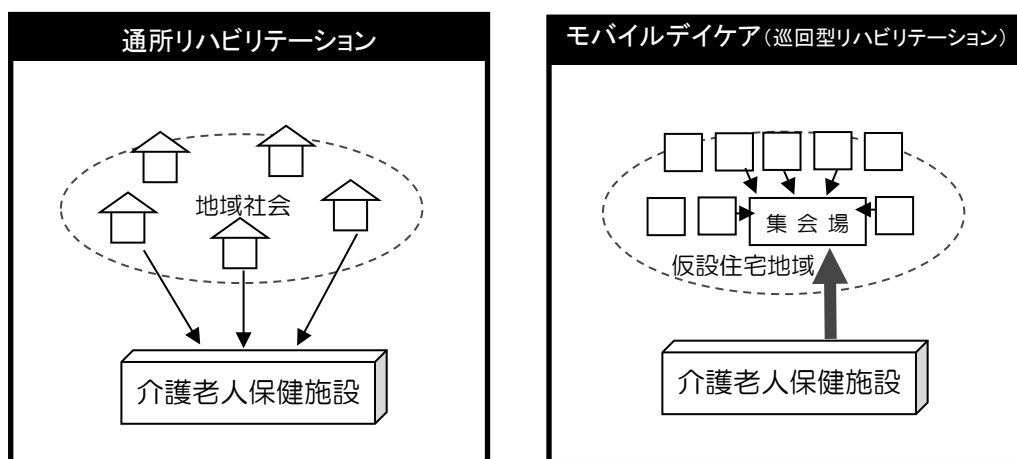 通所リハビリテーション
地域社会
介護老人保健施設
モバイルデイケア（巡回型リハビリテーション）
集 会 場
仮設住宅地域
介護老人保健施設